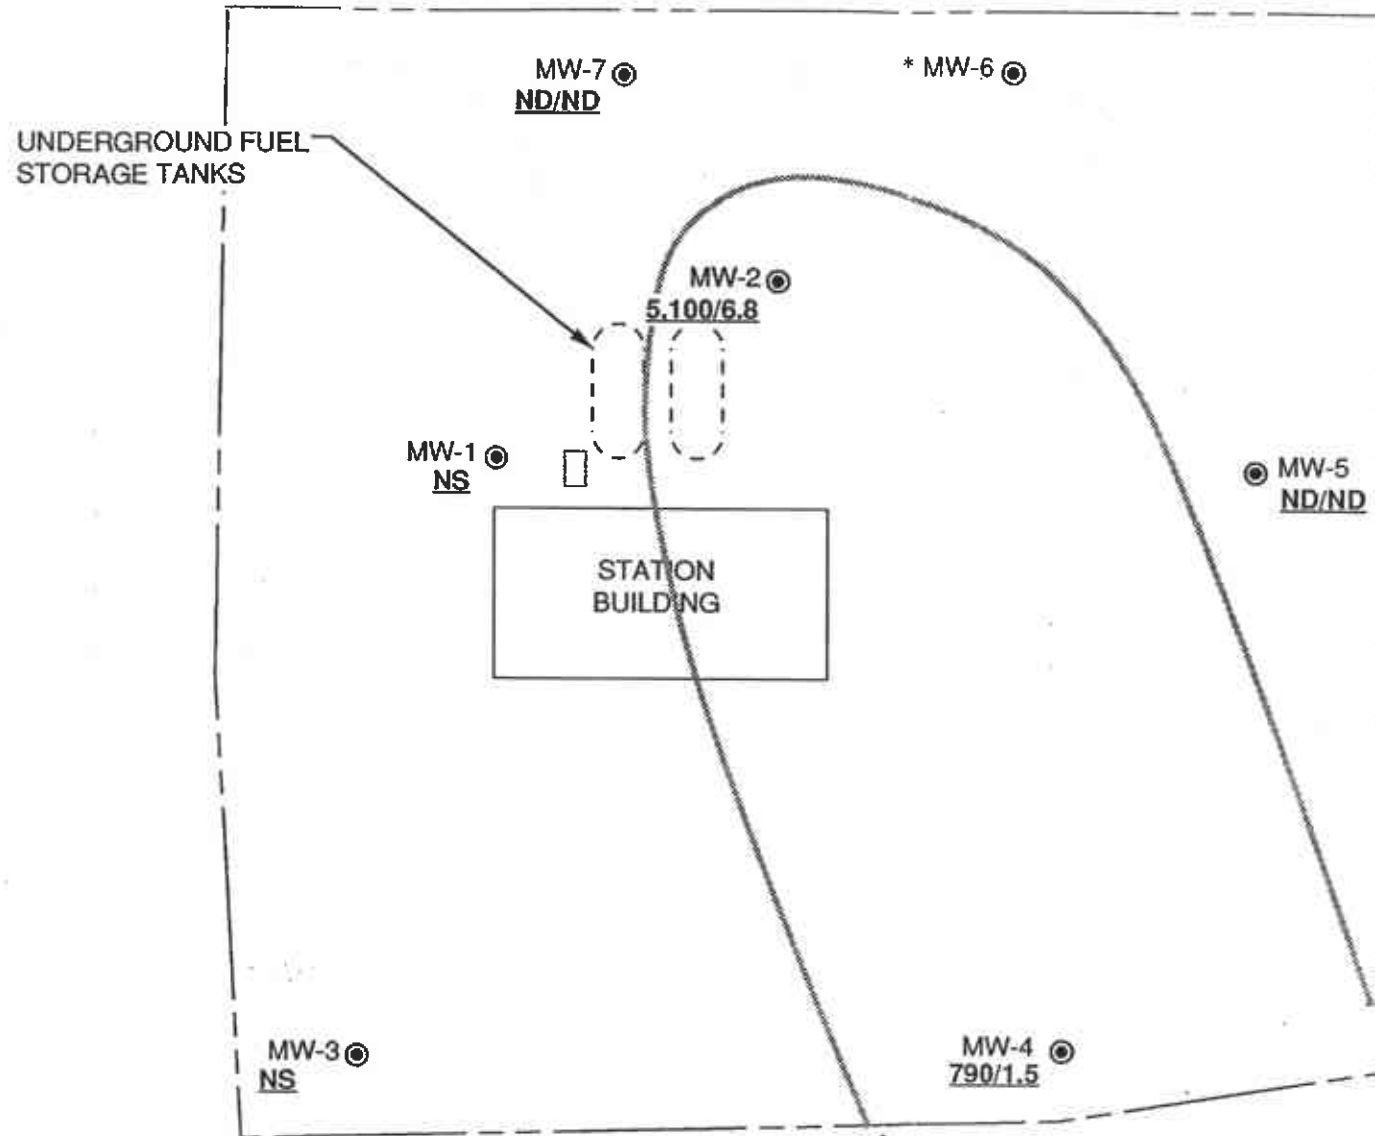 MW-7
ND/ND
* MW-6
UNDERGROUND FUEL
STORAGE TANKS
MW-2
5.100/6.8
MW-1
NS
MW-5
ND/ND
STATION
BUILDING
MW-3
NS
MW-4
790/1.5